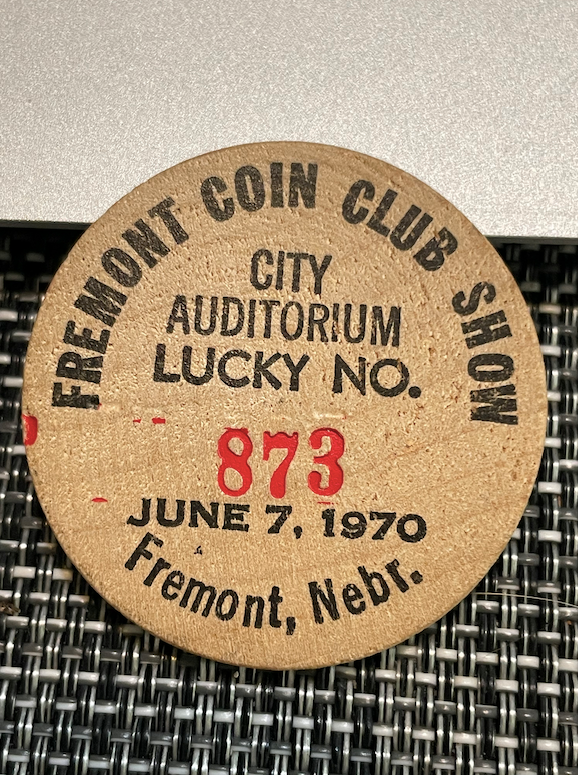 FREMONT COIN CLUB SHOW
CITY
AUDITORIUM
LUCKY NO.
873
JUNE 7, 1970
Fremont, Nebr.